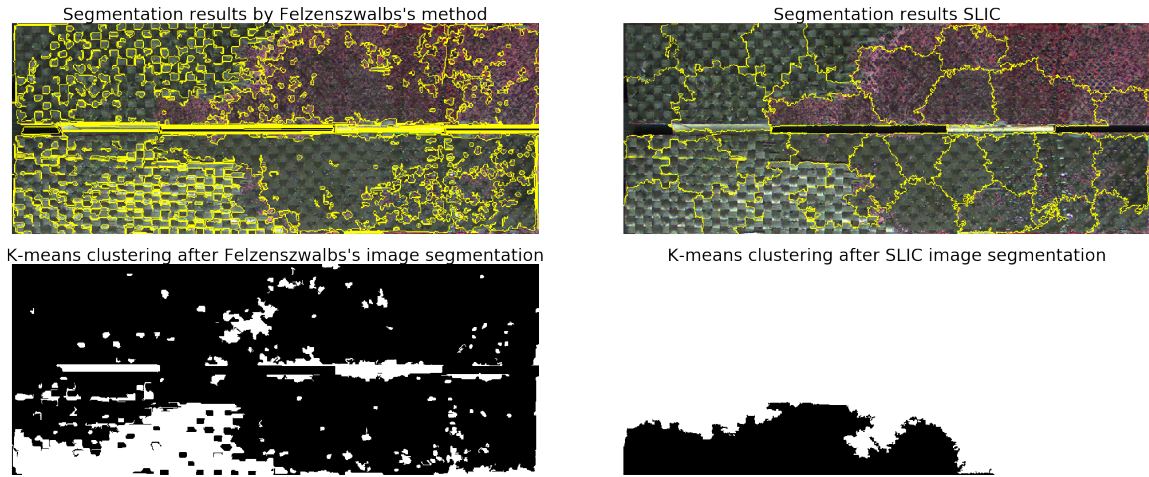 Segmentation results by Felzenszwalbs's method
Segmentation results SLIC
K-means clustering after Felzenszwalbs's image segmentation
K-means clustering after SLIC image segmentation